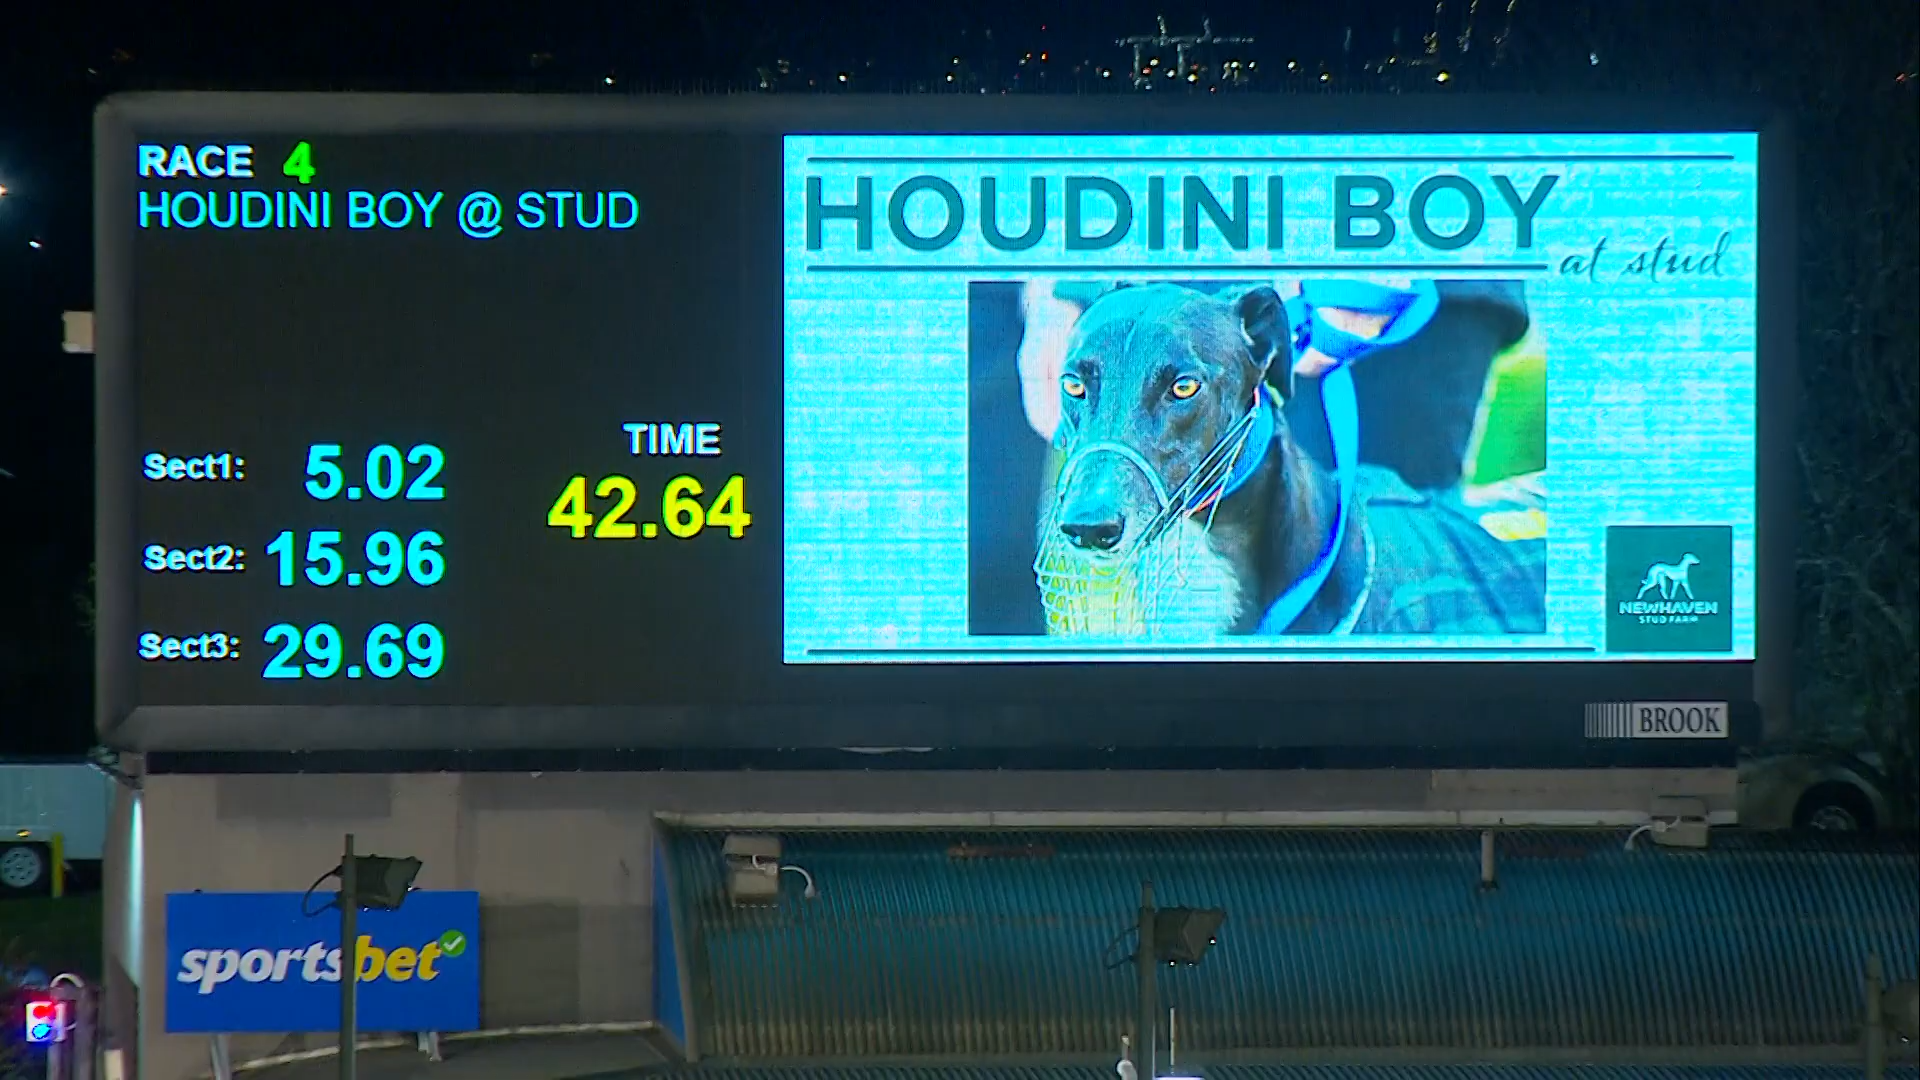 RACE 4
HOUDINI BOY @ STUD
Sect1: 5.02
Sect2: 15.96
Sect3: 29.69
TIME
42.64
HOUDINI BOY
at stud
NEWHAVEN
STUD FARM
BROOK
sportsbet